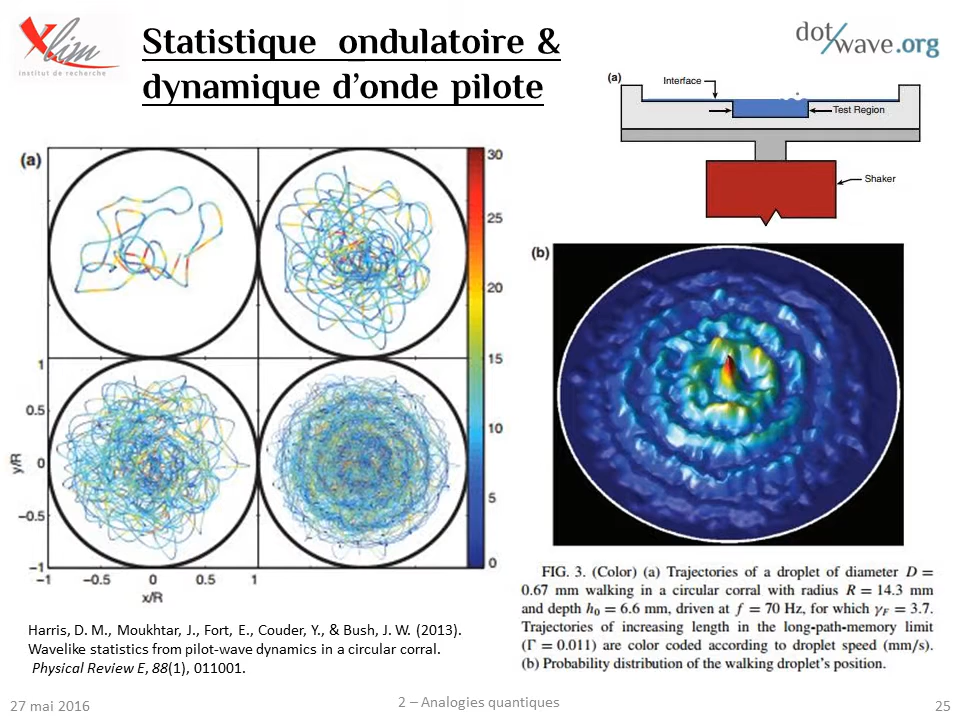 Xlim
institut de recherche
Statistique ondulatoire &
dynamique d'onde pilote
dot/wave.org
(a)
Interface
Test Region
Shaker
(a)
30
25
20
15
10
5
0
1
0.5
0
−0.5
−1
y/R
−1
−0.5
0
0.5
1
x/R
(b)
FIG. 3. (Color) (a) Trajectories of a droplet of diameter D =
0.67 mm walking in a circular corral with radius R = 14.3 mm
and depth h₀ = 6.6 mm, driven at f = 70 Hz, for which γF = 3.7.
Trajectories of increasing length in the long-path-memory limit
(Γ = 0.011) are color coded according to droplet speed (mm/s).
(b) Probability distribution of the walking droplet's position.
Harris, D. M., Moukhtar, J., Fort, E., Couder, Y., & Bush, J. W. (2013).
Wavelike statistics from pilot-wave dynamics in a circular corral.
Physical Review E, 88(1), 011001.
27 mai 2016
2 – Analogies quantiques
25